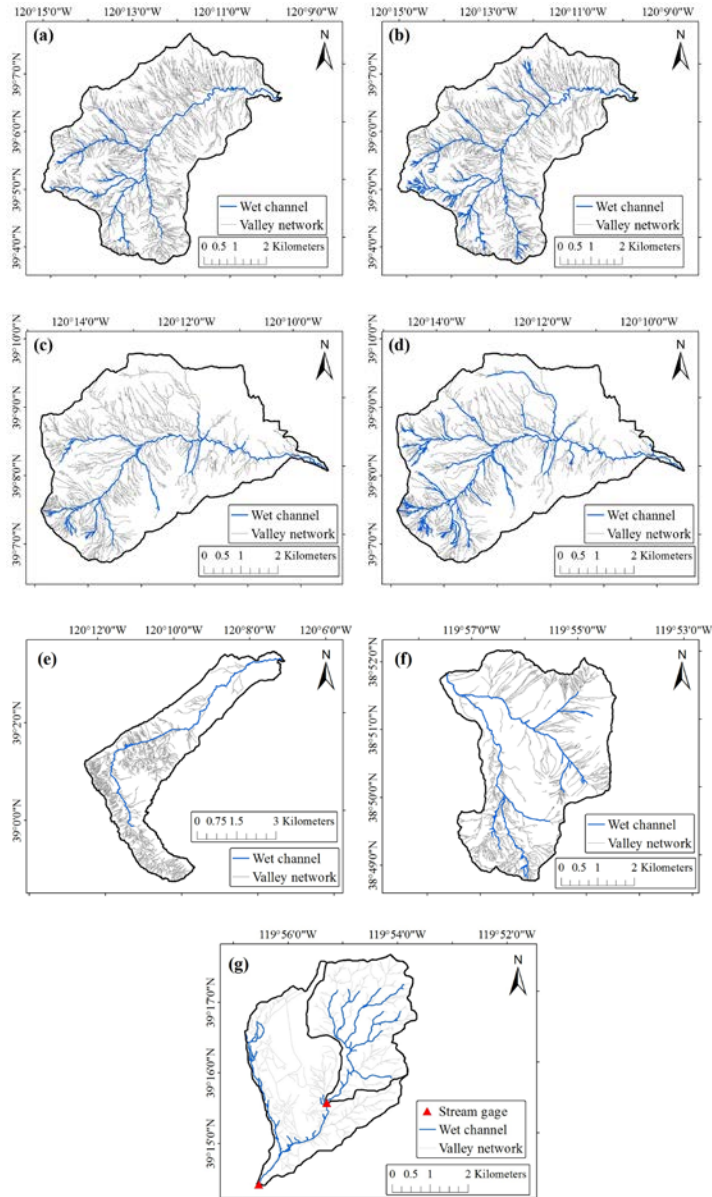 120°15'0"W 120°13'0"W 120°11'0"W 120°9'0"W
(a)
N
39°7'0"N
39°6'0"N
39°5'0"N
39°4'0"N
Wet channel
Valley network
0 0.5 1 2 Kilometers
120°15'0"W 120°13'0"W 120°11'0"W 120°9'0"W
(b)
N
39°7'0"N
39°6'0"N
39°5'0"N
39°4'0"N
Wet channel
Valley network
0 0.5 1 2 Kilometers
120°14'0"W 120°12'0"W 120°10'0"W
(c)
N
39°10'0"N
39°9'0"N
39°8'0"N
39°7'0"N
Wet channel
Valley network
0 0.5 1 2 Kilometers
120°14'0"W 120°12'0"W 120°10'0"W
(d)
N
39°10'0"N
39°9'0"N
39°8'0"N
39°7'0"N
Wet channel
Valley network
0 0.5 1 2 Kilometers
120°12'0"W 120°10'0"W 120°8'0"W 120°6'0"W
(e)
N
39°2'0"N
39°0'0"N
0 0.75 1.5 3 Kilometers
Wet channel
Valley network
119°57'0"W 119°55'0"W 119°53'0"W
(f)
N
38°52'0"N
38°51'0"N
38°50'0"N
38°49'0"N
Wet channel
Valley network
0 0.5 1 2 Kilometers
119°56'0"W 119°54'0"W 119°52'0"W
(g)
N
39°17'0"N
39°16'0"N
39°15'0"N
Stream gage
Wet channel
Valley network
0 0.5 1 2 Kilometers